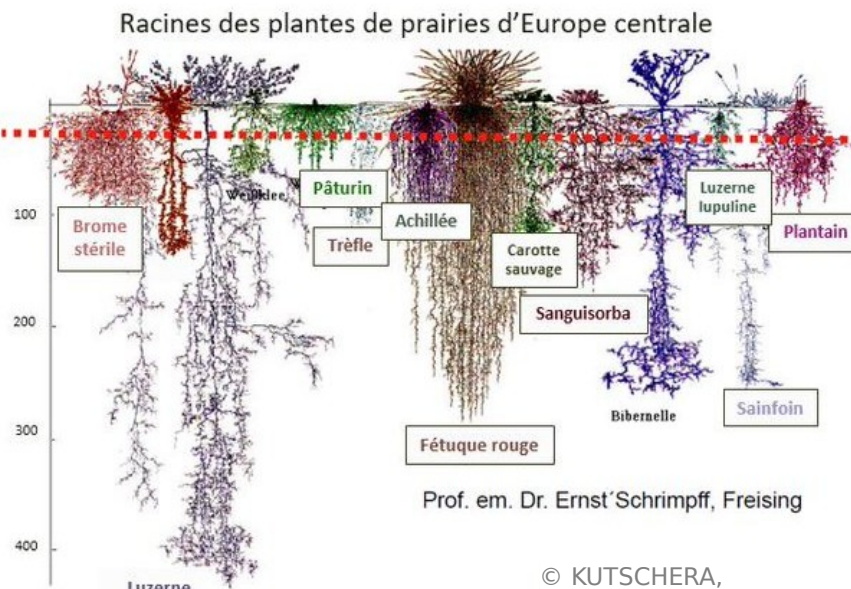 Racines des plantes de prairies d'Europe centrale
Weißklee
W
Pâturin
Luzerne
lupuline
100
Brome
stérile
Achillée
Trèfle
Carotte
sauvage
Plantain
Sanguisorba
200
300
Bibernelle
Sainfoin
Fétuque rouge
Prof. em. Dr. Ernst´Schrimpff, Freising
400
Luzerne
© KUTSCHERA,